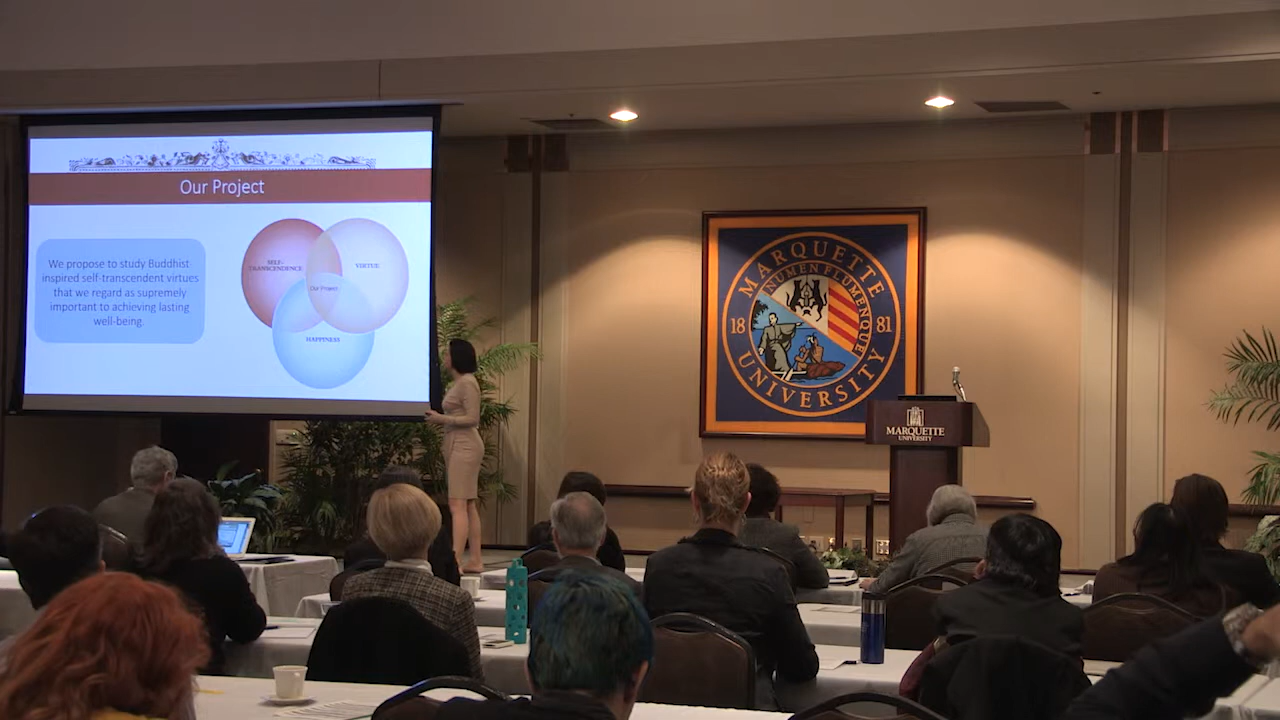 Our Project
We propose to study Buddhist-
inspired self-transcendent virtues
that we regard as supremely
important to achieving lasting
well-being.
SELF-
TRANSCENDENCE
VIRTUE
Our Project
HAPPINESS
MARQUETTE
NUMEN FLUMENQUE
18 81
UNIVERSITY
MARQUETTE
UNIVERSITY